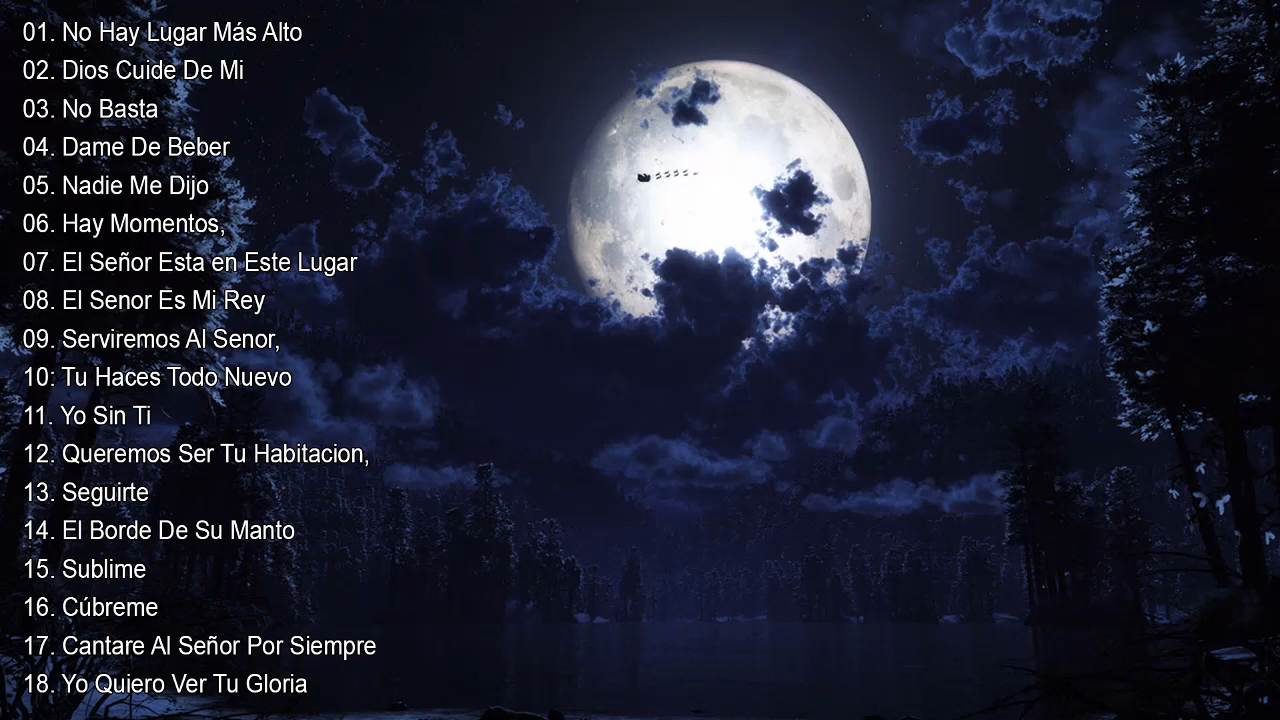 01. No Hay Lugar Más Alto
02. Dios Cuide De Mi
03. No Basta
04. Dame De Beber
05. Nadie Me Dijo
06. Hay Momentos,
07. El Señor Esta en Este Lugar
08. El Senor Es Mi Rey
09. Serviremos Al Senor,
10: Tu Haces Todo Nuevo
11. Yo Sin Ti
12. Queremos Ser Tu Habitacion,
13. Seguirte
14. El Borde De Su Manto
15. Sublime
16. Cúbreme
17. Cantare Al Señor Por Siempre
18. Yo Quiero Ver Tu Gloria